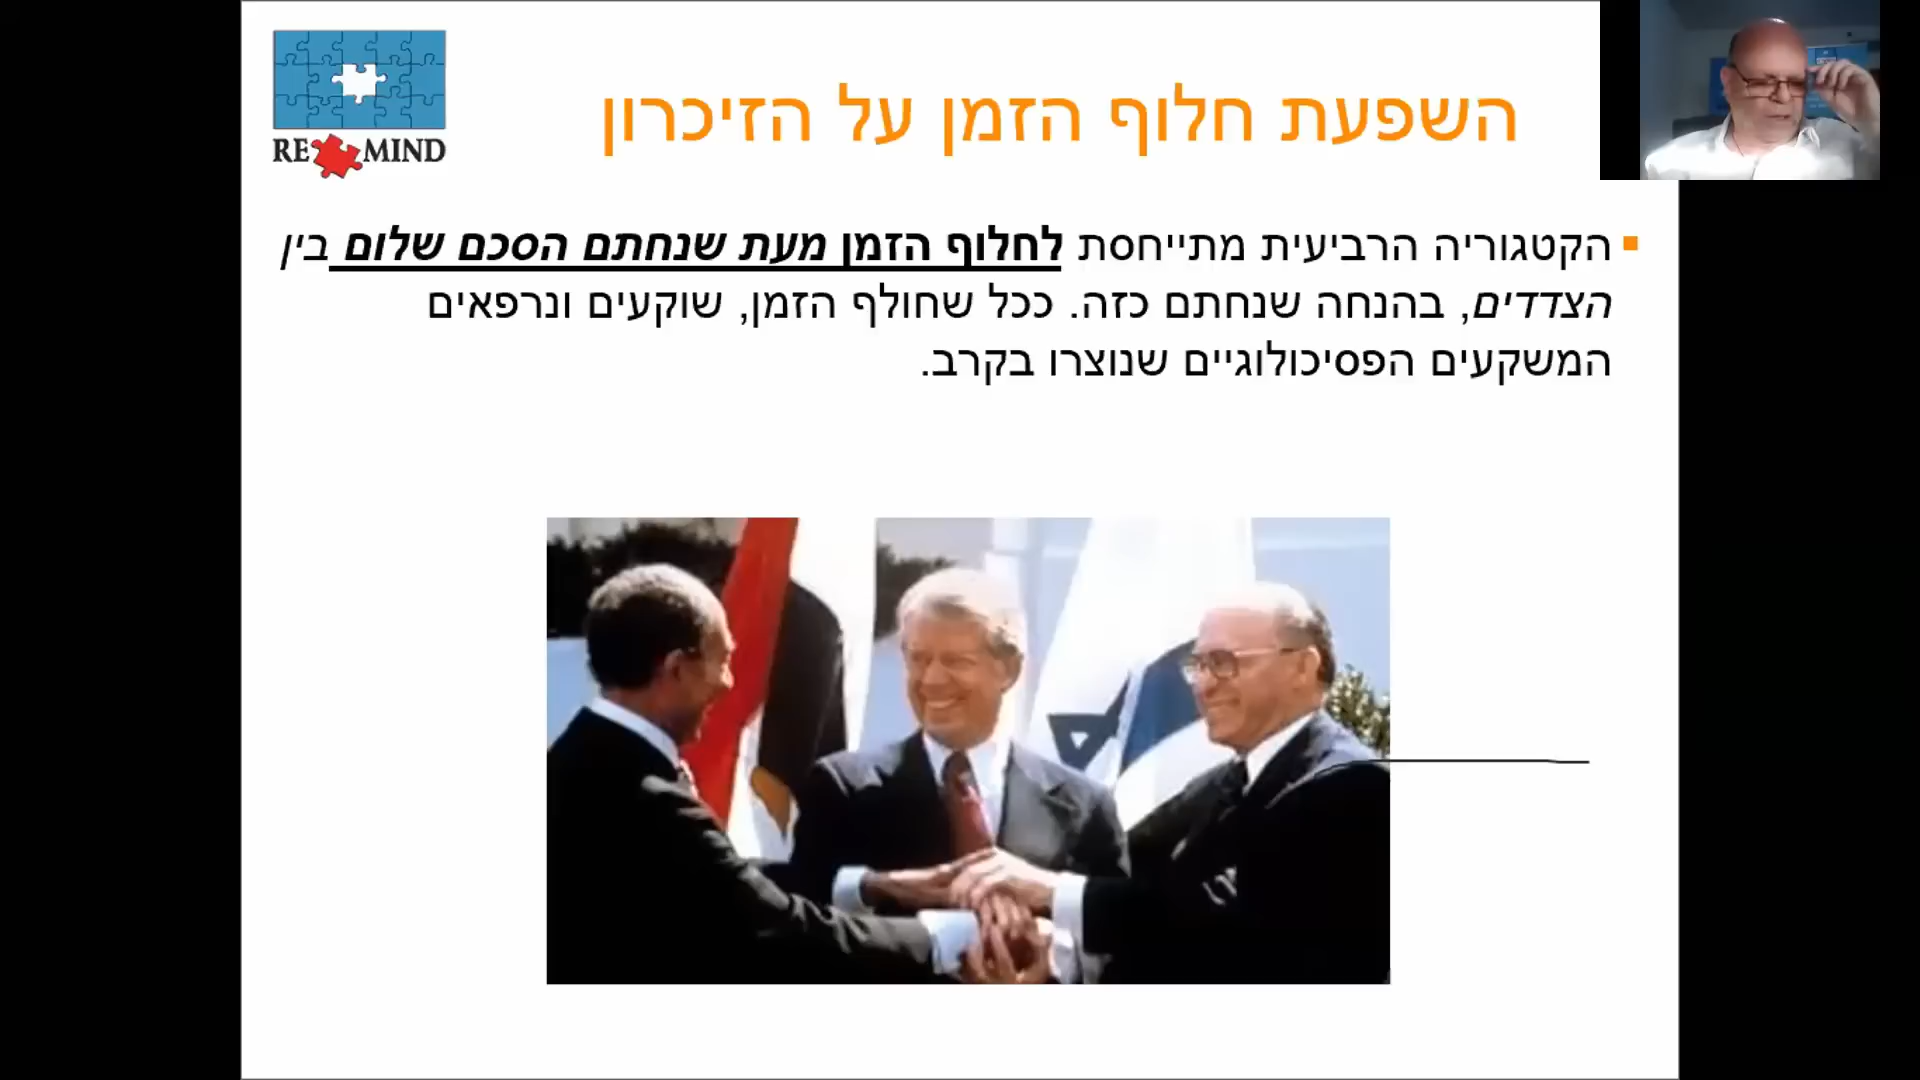 RE MIND
השפעת חלוף הזמן על הזיכרון
הקטגוריה הרביעית מתייחסת לחלוף הזמן מעת שנחתם הסכם שלום בין
הצדדים, בהנחה שנחתם כזה. ככל שחולף הזמן, שוקעים ונרפאים
המשקעים הפסיכולוגיים שנוצרו בקרב.